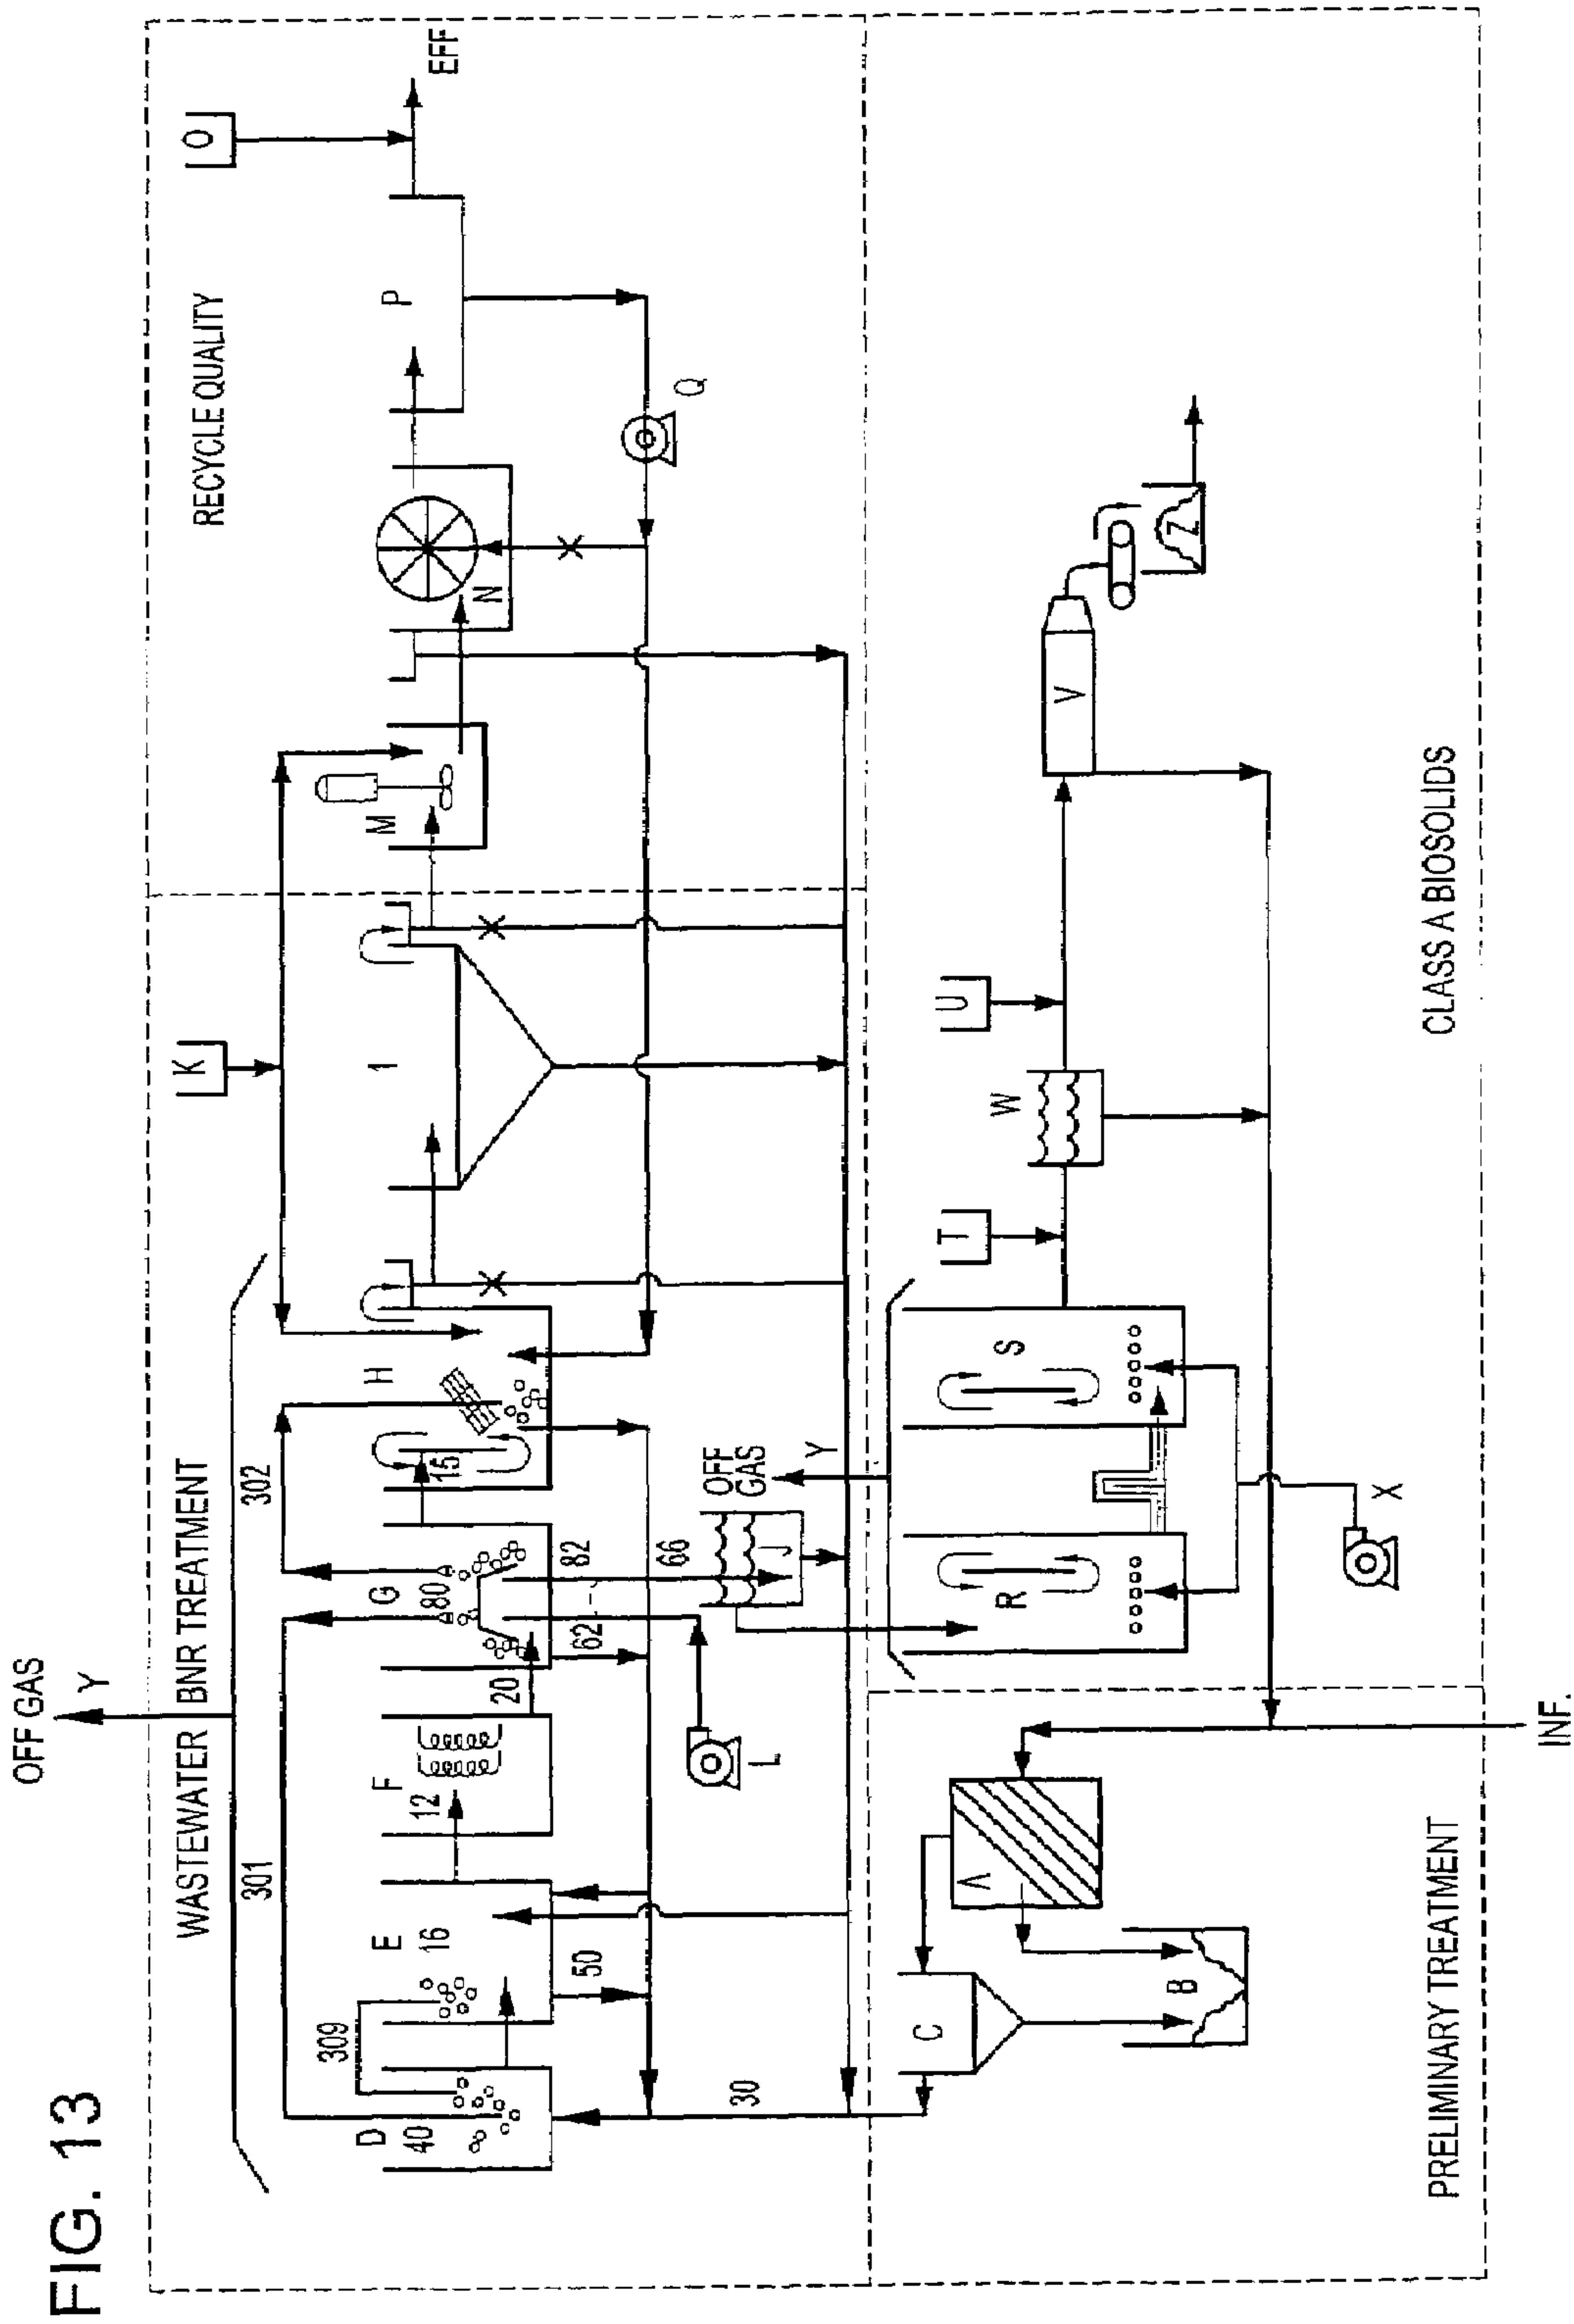 FIG. 13
OFF GAS
Y
WASTEWATER BNR TREATMENT
RECYCLE QUALITY
301
302
K
O
EFF
D
40
309
E
16
F
12
20
G
80
15
H
1
M
N
P
Q
50
62
82
66
L
J
30
OFF
GAS
Y
C
A
B
R
S
T
W
U
V
Z
X
INF.
PRELIMINARY TREATMENT
CLASS A BIOSOLIDS